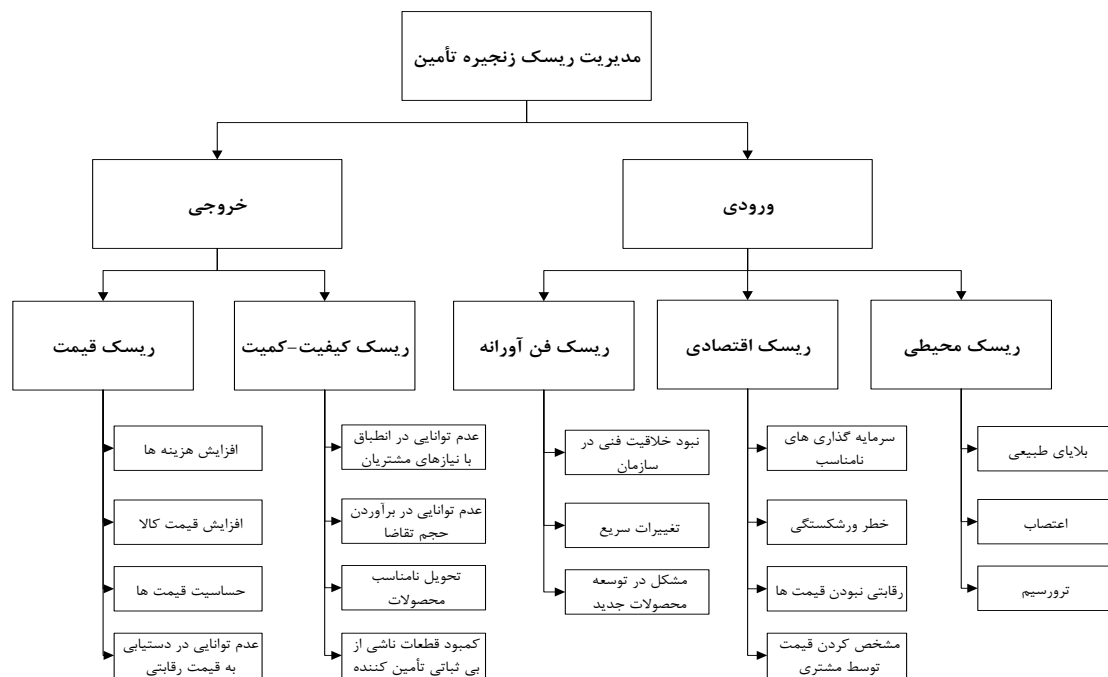 مدیریت ریسک زنجیره تأمین
ورودی
خروجی
ریسک محیطی
ریسک اقتصادی
ریسک فن آورانه
ریسک کیفیت-کمیت
ریسک قیمت
بلایای طبیعی
اعتصاب
ترورسیم
سرمایه گذاری های
نامناسب
خطر ورشکستگی
رقابتی نبودن قیمت ها
مشخص کردن قیمت
توسط مشتری
نبود خلاقیت فنی در
سازمان
تغییرات سریع
مشکل در توسعه
محصولات جدید
عدم توانایی در انطباق
با نیازهای مشتریان
عدم توانایی در برآوردن
حجم تقاضا
تحویل نامناسب
محصولات
کمبود قطعات ناشی از
بی ثباتی تأمین کننده
افزایش هزینه ها
افزایش قیمت کالا
حساسیت قیمت ها
عدم توانایی در دستیابی
به قیمت رقابتی